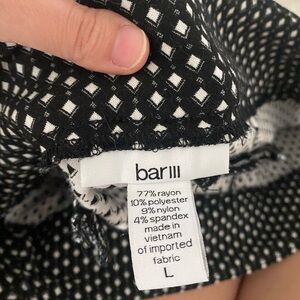 bar III
77% rayon
10% polyester
9% nylon
4% spandex
made in
vietnam
of imported
fabric
L